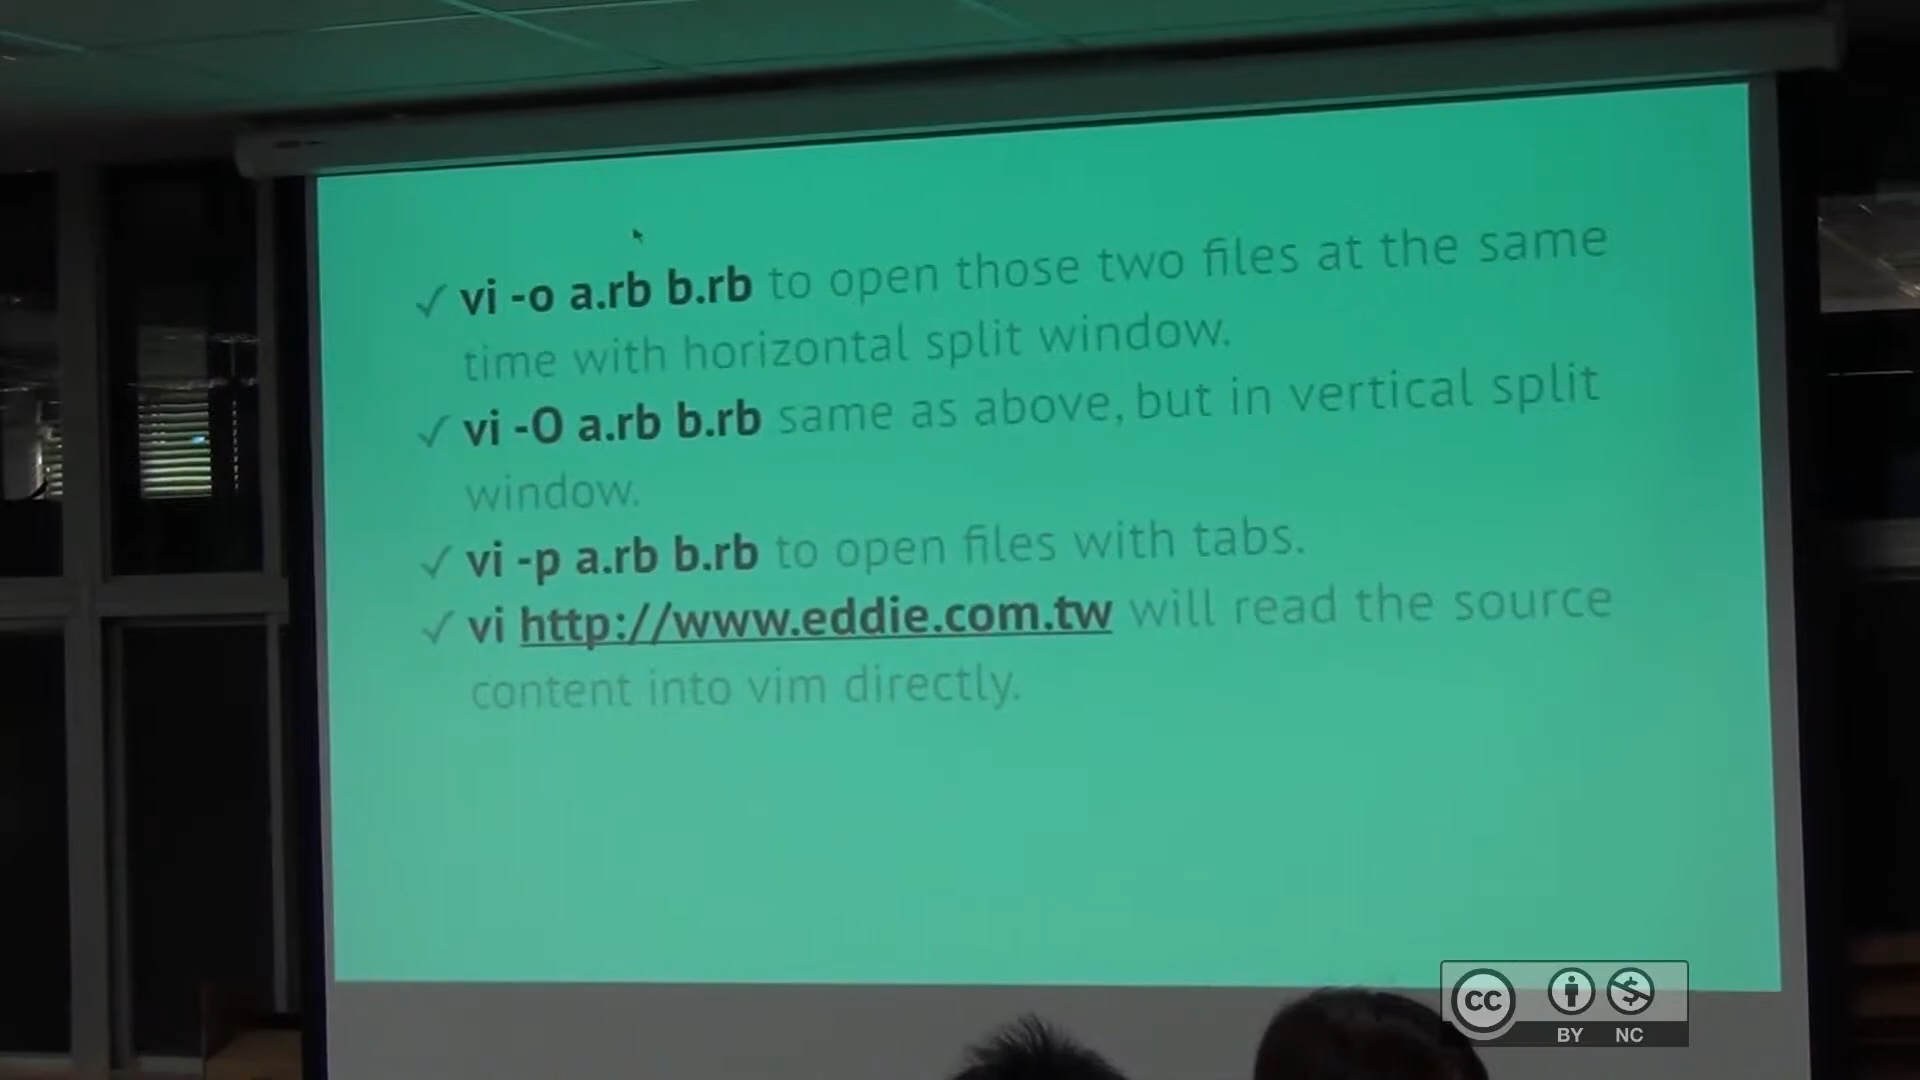 ✓ vi -o a.rb b.rb to open those two files at the same
time with horizontal split window.
✓ vi -O a.rb b.rb same as above, but in vertical split
window.
✓ vi -p a.rb b.rb to open files with tabs.
✓ vi http://www.eddie.com.tw will read the source
content into vim directly.
cc
BY NC